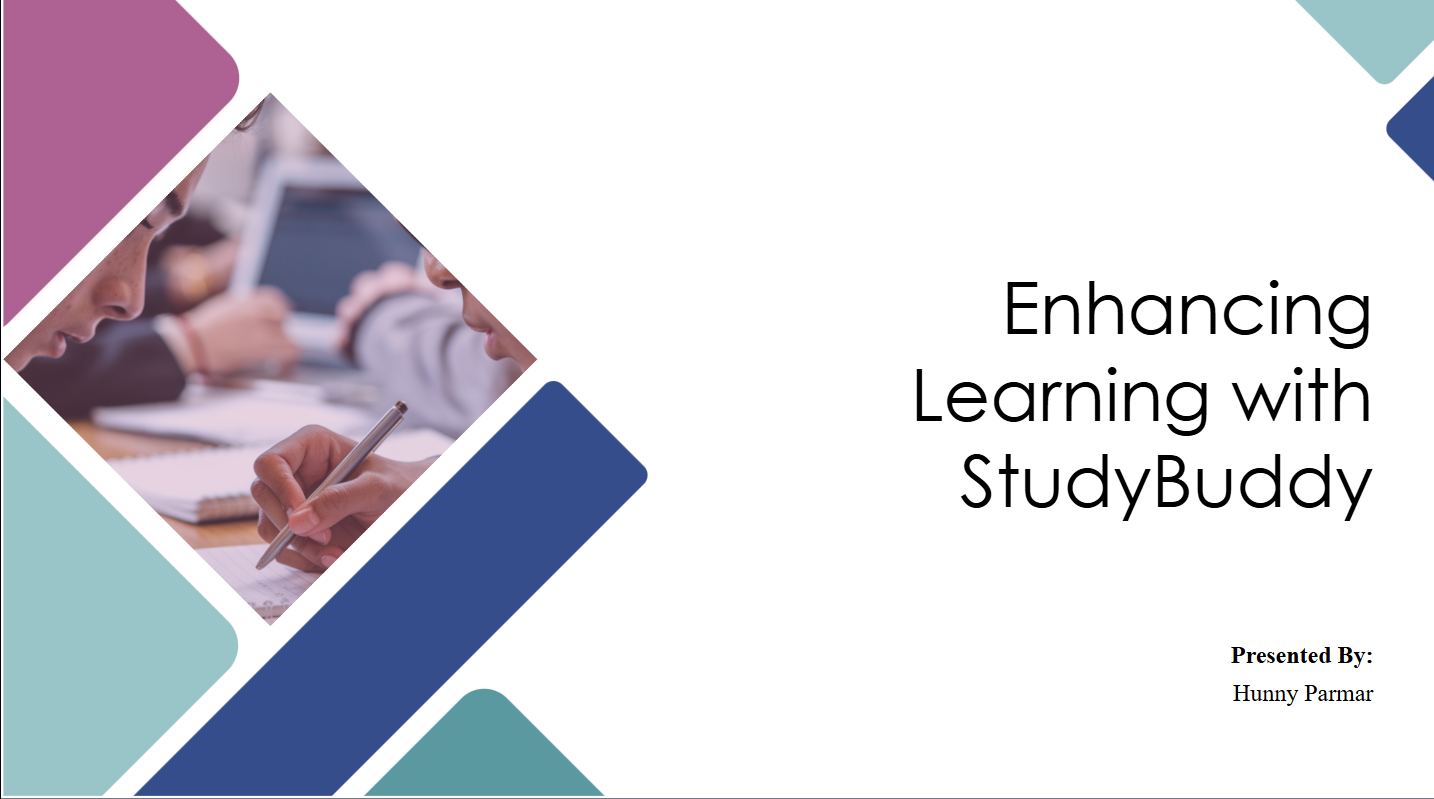 Enhancing
Learning with
StudyBuddy
Presented By:
Hunny Parmar